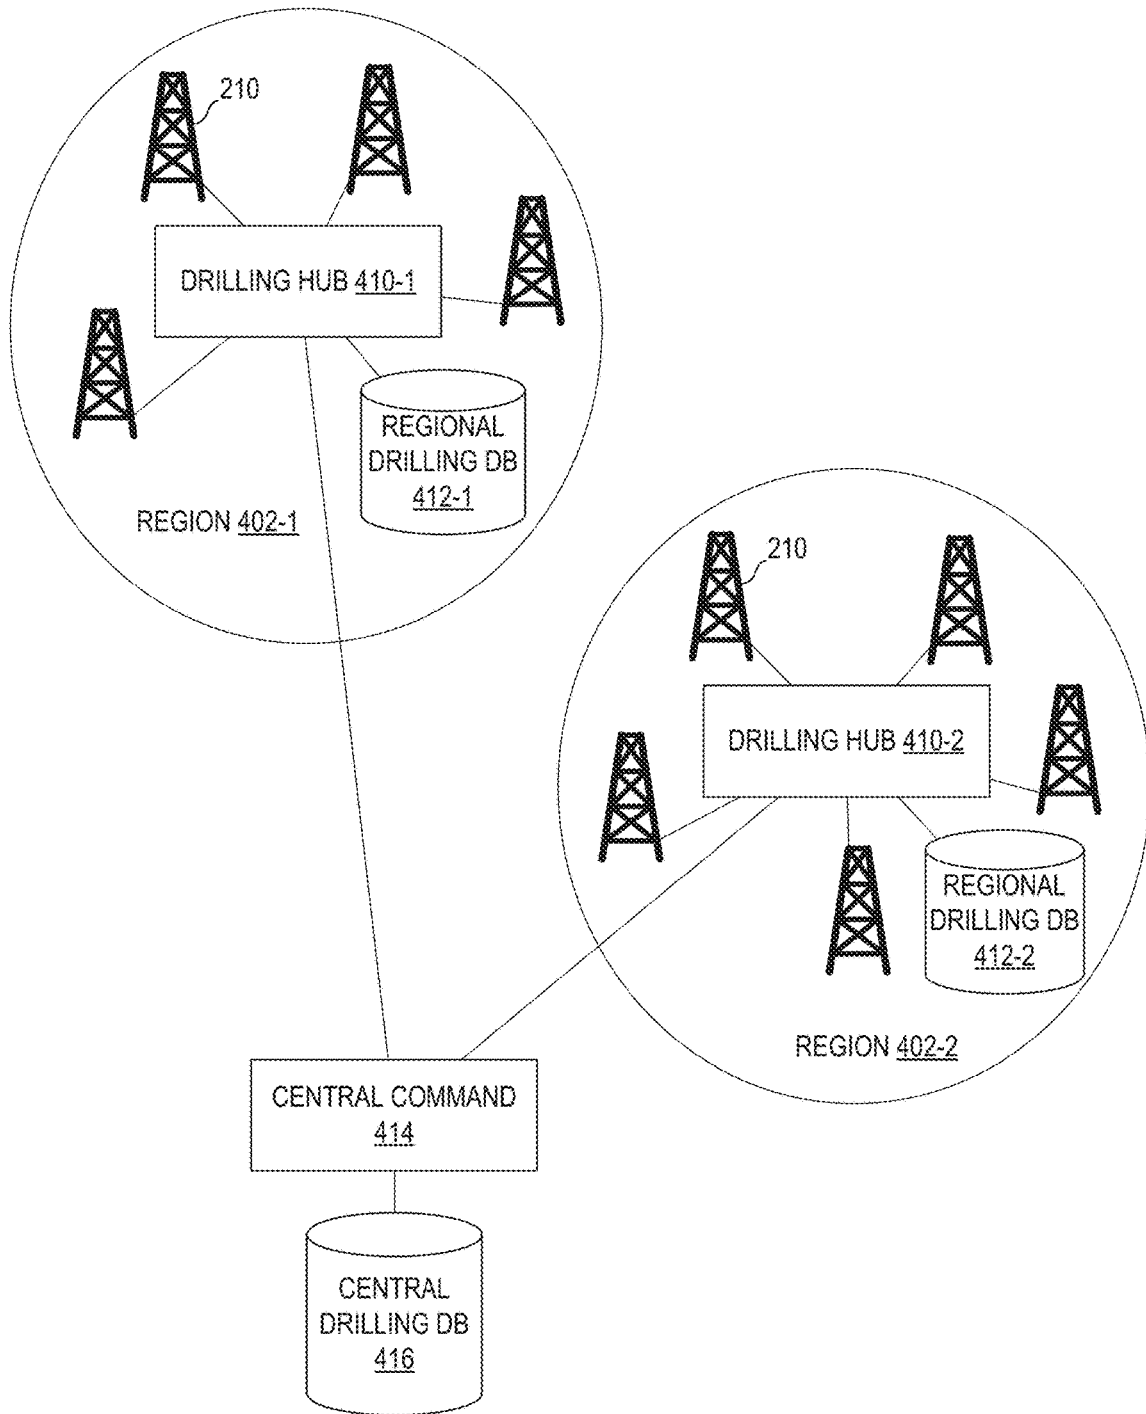 210
DRILLING HUB 410-1
REGIONAL
DRILLING DB
412-1
REGION 402-1
210
DRILLING HUB 410-2
REGIONAL
DRILLING DB
412-2
REGION 402-2
CENTRAL COMMAND
414
CENTRAL
DRILLING DB
416